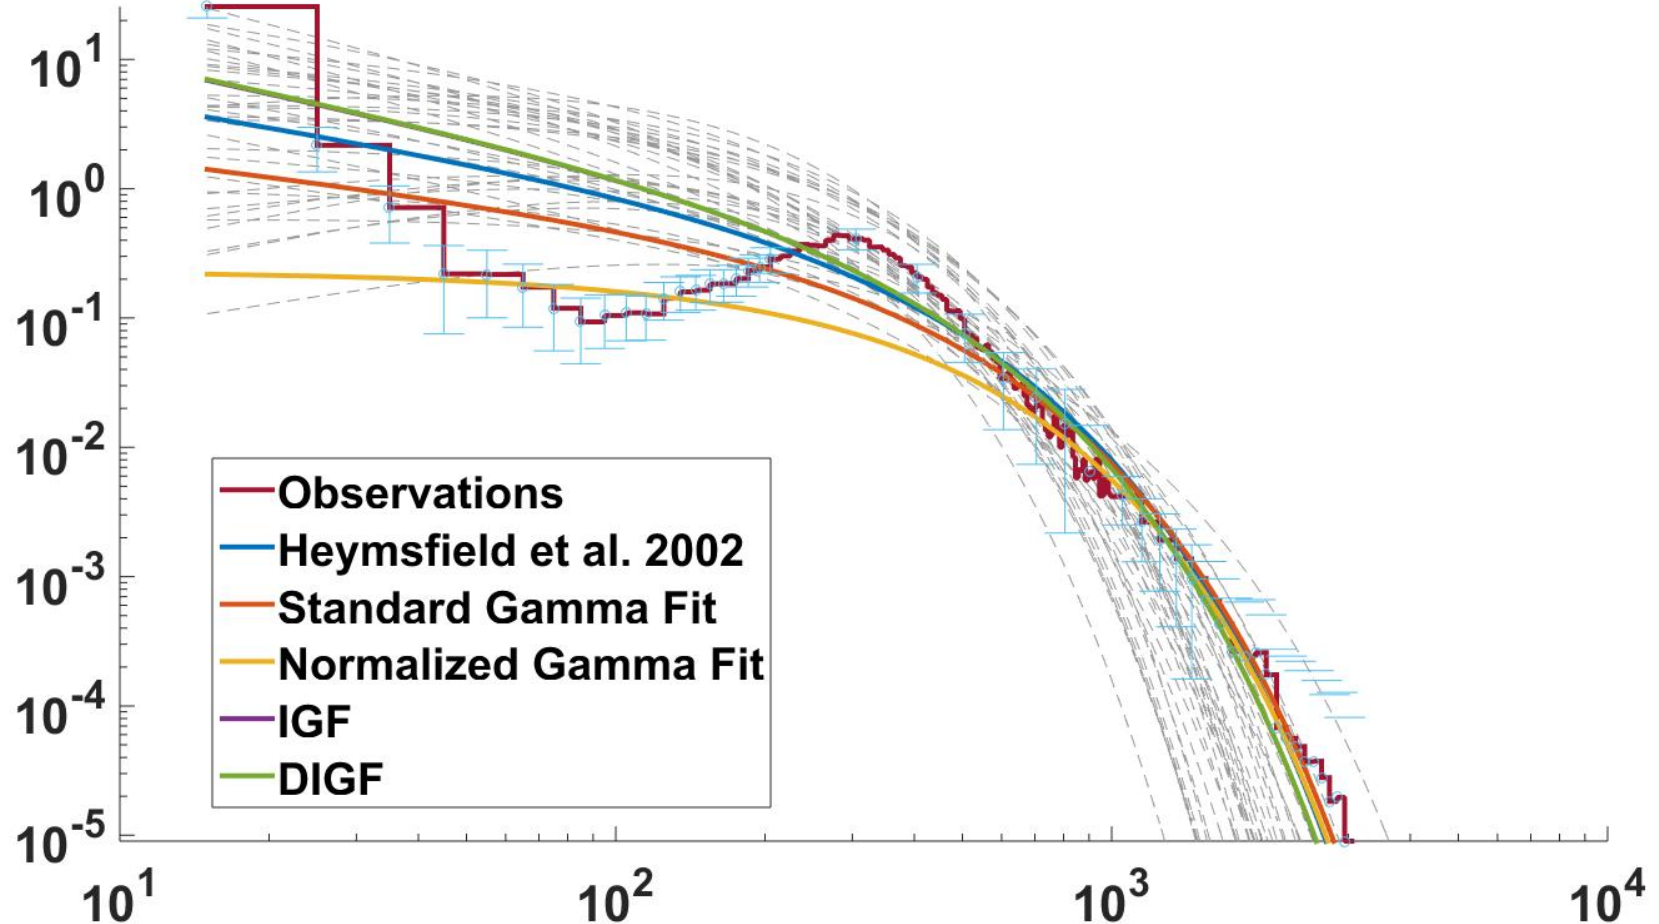 10^1
10^0
10^-1
10^-2
Observations
Heymsfield et al. 2002
10^-3
Standard Gamma Fit
Normalized Gamma Fit
10^-4
IGF
DIGF
10^-5
10^1 10^2 10^3 10^4